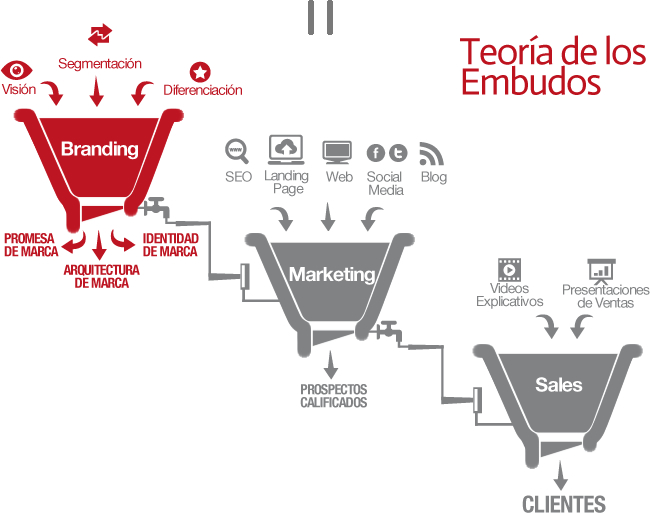 Teoría de los
Embudos
Segmentación
Visión
Diferenciación
Branding
PROMESA
DE MARCA
IDENTIDAD
DE MARCA
ARQUITECTURA
DE MARCA
www
SEO
Landing
Page
Web
Social
Media
Blog
Marketing
PROSPECTOS
CALIFICADOS
Videos
Explicativos
Presentaciones
de Ventas
Sales
CLIENTES